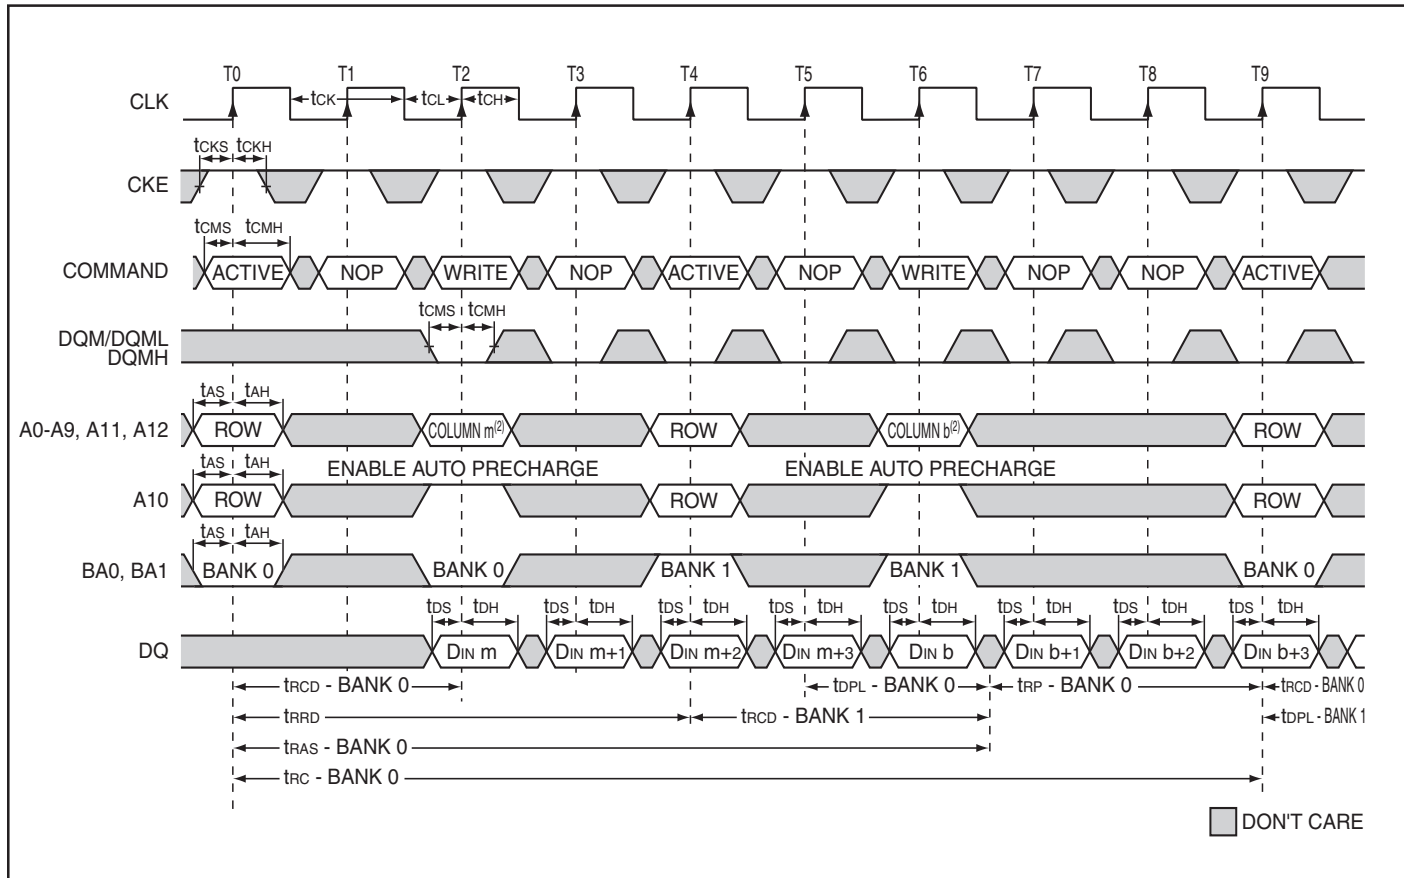 T0 T1 T2 T3 T4 T5 T6 T7 T8 T9
CLK tCK tCL tCH
tCKS tCKH
CKE
tCMS tCMH
COMMAND ACTIVE NOP WRITE NOP ACTIVE NOP WRITE NOP NOP ACTIVE
tCMS tCMH
DQM/DQML
DQMH
tAS tAH
A0-A9, A11, A12 ROW COLUMN m(2) ROW COLUMN b(2) ROW
tAS tAH ENABLE AUTO PRECHARGE ENABLE AUTO PRECHARGE
A10 ROW ROW ROW
tAS tAH
BA0, BA1 BANK 0 BANK 0 BANK 1 BANK 1 BANK 0
tDS tDH tDS tDH tDS tDH tDS tDH tDS tDH tDS tDH tDS tDH tDS tDH
DQ DIN m DIN m+1 DIN m+2 DIN m+3 DIN b DIN b+1 DIN b+2 DIN b+3
tRCD - BANK 0 tDPL - BANK 0 tRP - BANK 0 tRCD - BANK 0
tRRD tRCD - BANK 1 tDPL - BANK 1
tRAS - BANK 0
tRC - BANK 0
DON'T CARE